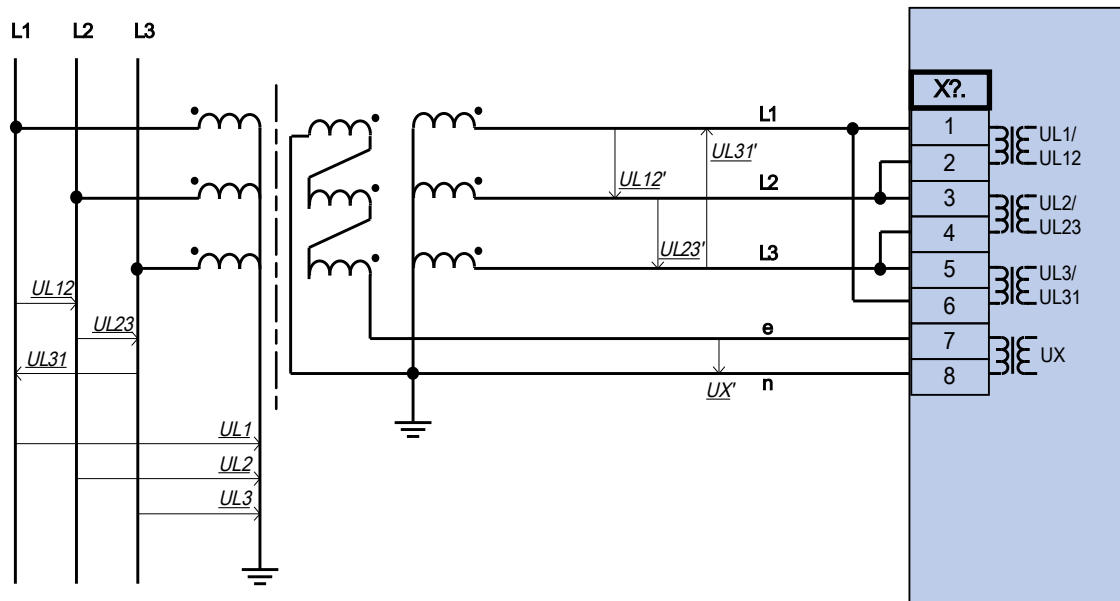 L1 L2 L3
X?.
L1
1
UL1/
UL12
UL31'
2
UL12'
L2
3
UL2/
UL23
4
UL23'
L3
5
UL3/
UL31
6
UL12
UL23
UL31
e
7
UX
n
8
UX'
UL1
UL2
UL3